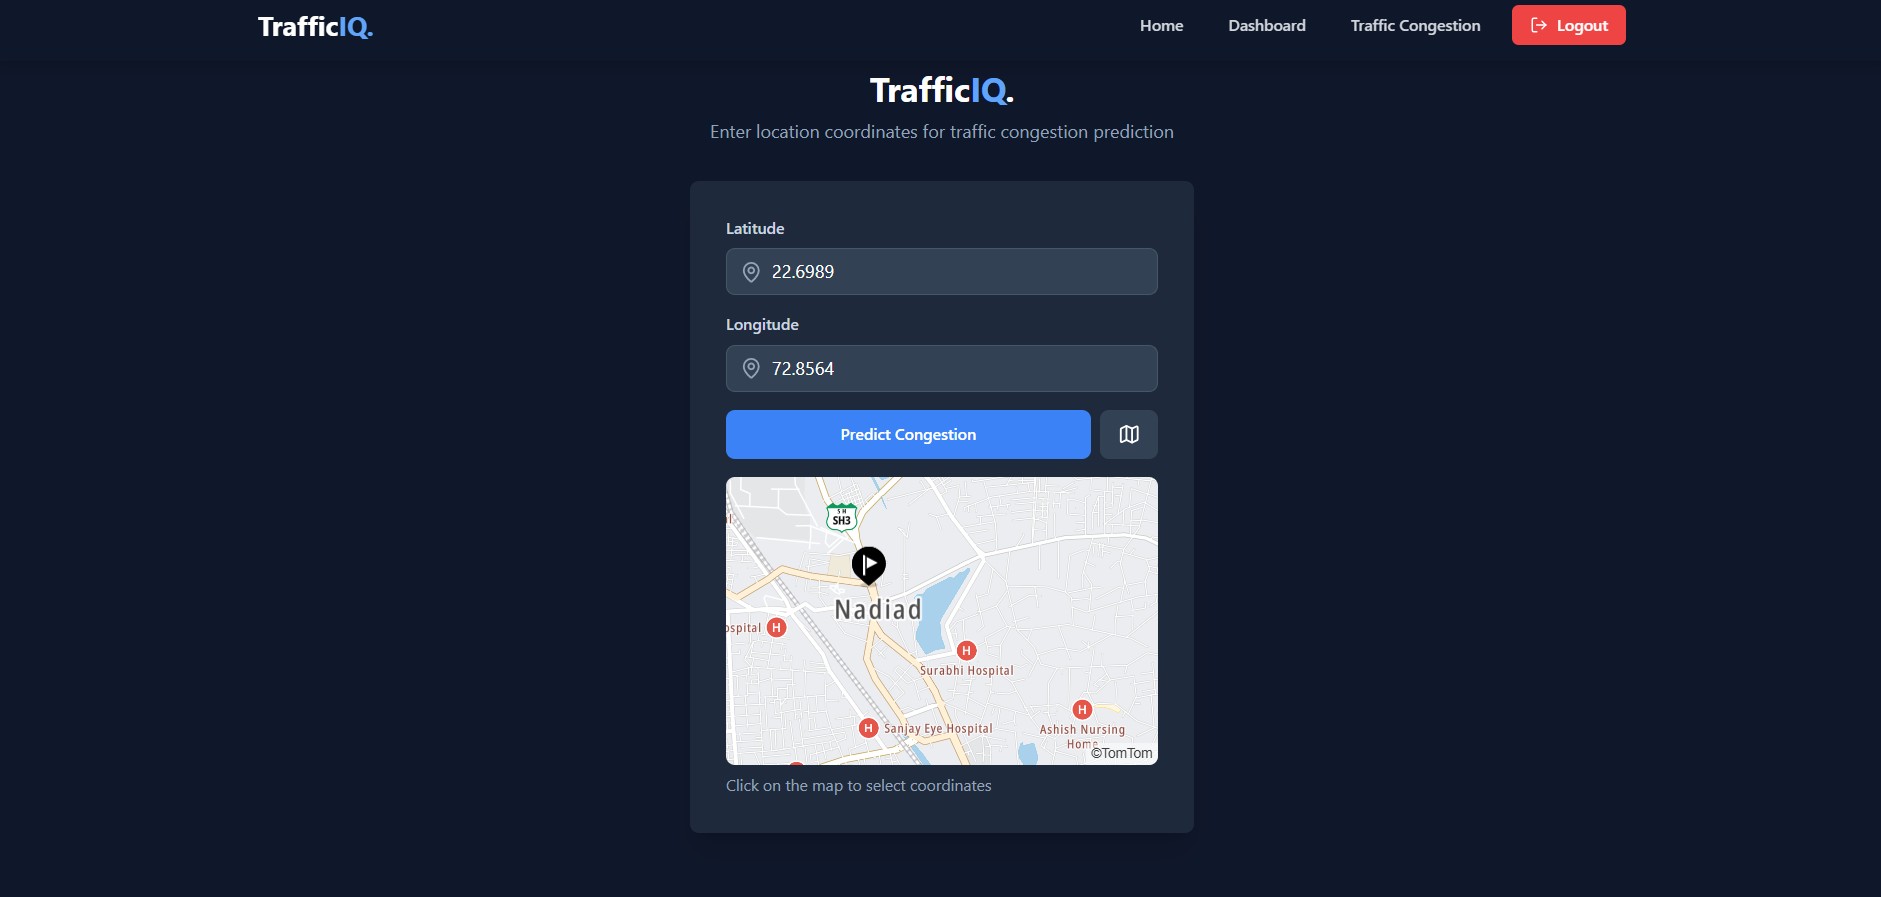 TrafficIQ.
Home
Dashboard
Traffic Congestion
Logout
TrafficIQ.
Enter location coordinates for traffic congestion prediction
Latitude
22.6989
Longitude
72.8564
Predict Congestion
SH
SH3
Nadiad
H
H
Surabhi Hospital
H
Sanjay Eye Hospital
H
Ashish Nursing
Home
©TomTom
Click on the map to select coordinates